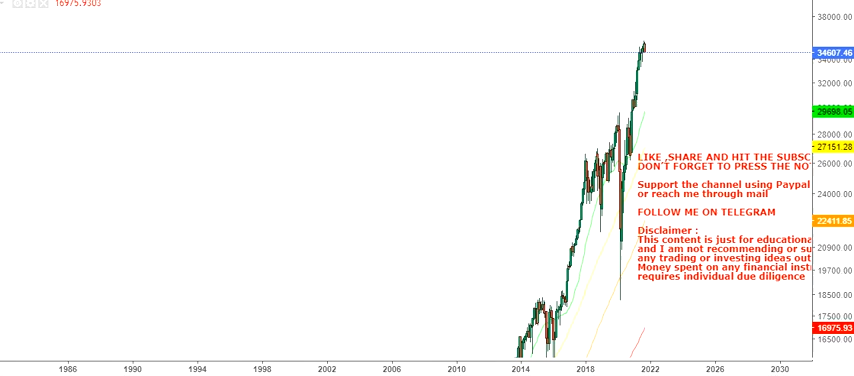 16975.9303
38000.00
34607.46
34000.00
32000.00
29698.05
28000.00
27151.28
LIKE ,SHARE AND HIT THE SUBSC
DON'T FORGET TO PRESS THE NO
26000.00
Support the channel using Paypal
or reach me through mail
24000.00
FOLLOW ME ON TELEGRAM
22411.85
Disclaimer :
This content is just for educationa
and I am not recommending or su
20900.00
any trading or investing ideas out
Money spent on any financial inst
19700.00
requires individual due diligence
18500.00
17500.00
16975.93
16500.00
1986 1990 1994 1998 2002 2006 2010 2014 2018 2022 2026 2030